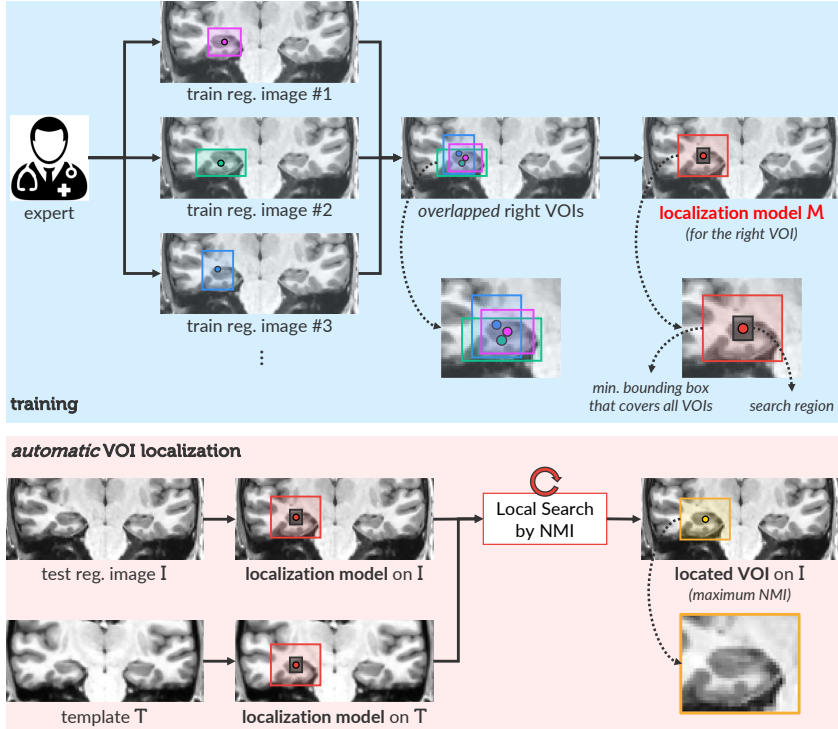 train reg. image #1
expert
train reg. image #2
overlapped right VOIs
localization model M
(for the right VOI)
train reg. image #3
⋮
min. bounding box
that covers all VOIs
search region
training
automatic VOI localization
Local Search
by NMI
test reg. image I
localization model on I
located VOI on I
(maximum NMI)
template T
localization model on T